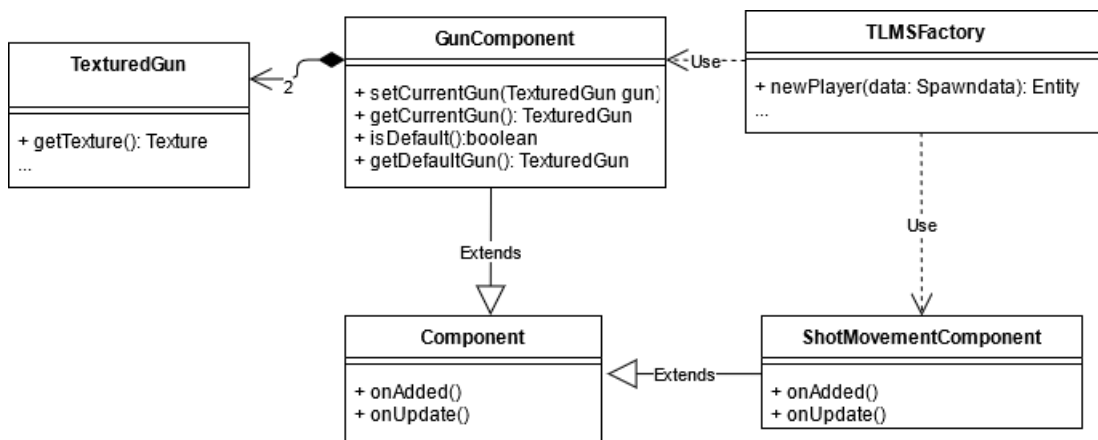 TexturedGun
+ getTexture(): Texture
...
2
GunComponent
+ setCurrentGun(TexturedGun gun)
+ getCurrentGun(): TexturedGun
+ isDefault():boolean
+ getDefaultGun(): TexturedGun
Use
TLMSFactory
+ newPlayer(data: Spawndata): Entity
...
Extends
Use
Component
+ onAdded()
+ onUpdate()
Extends
ShotMovementComponent
+ onAdded()
+ onUpdate()